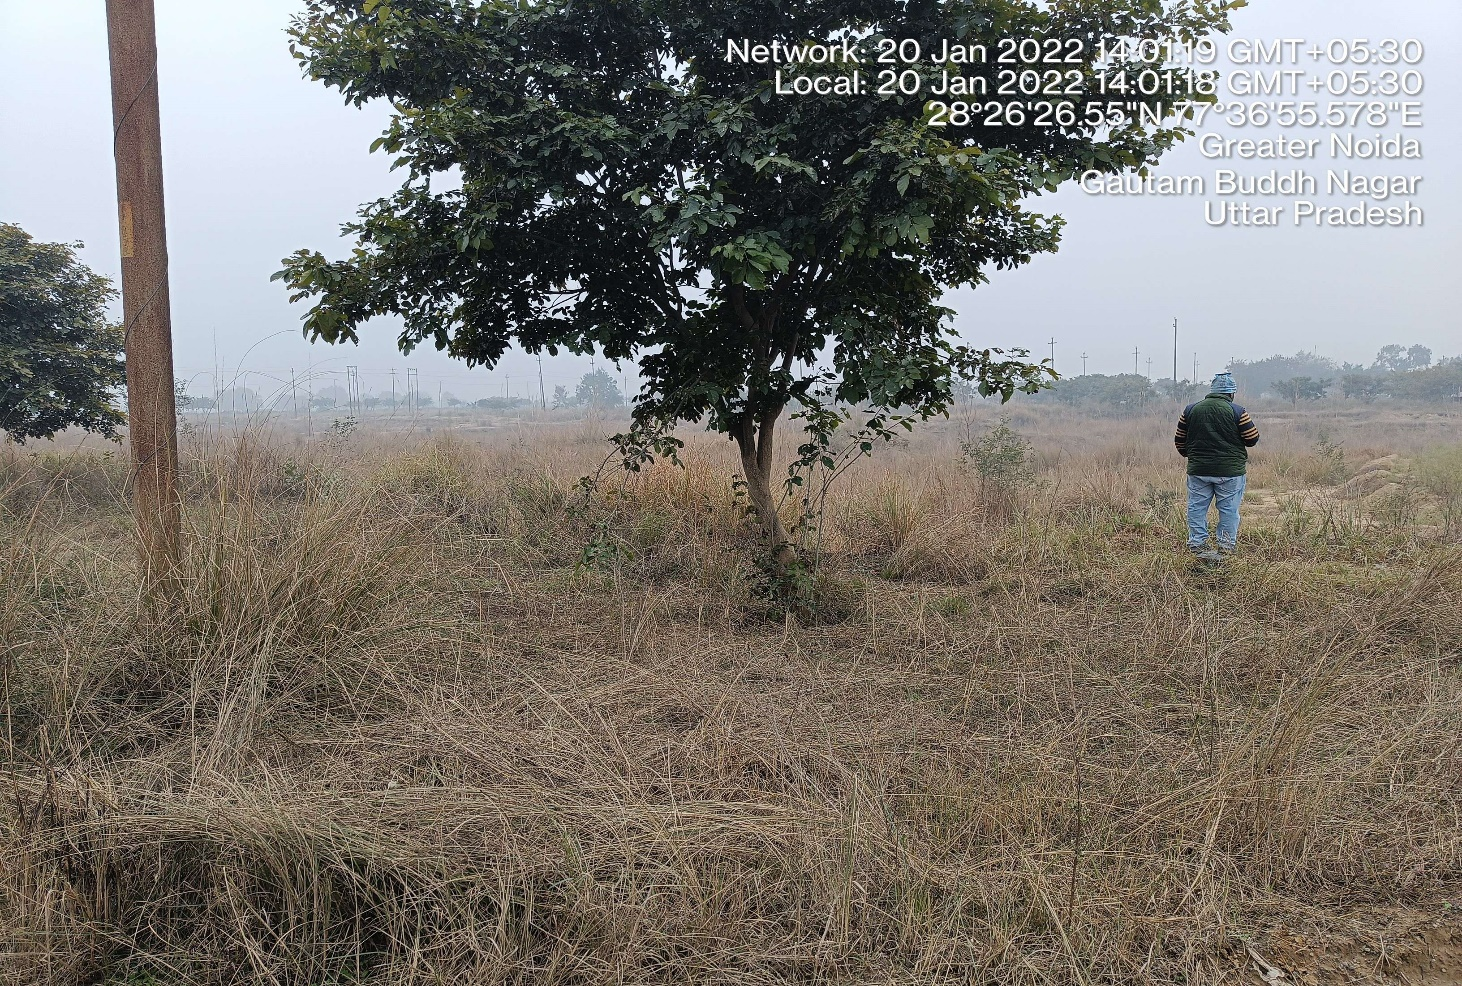 Network: 20 Jan 2022 14:01:19 GMT+05:30
Local: 20 Jan 2022 14:01:18 GMT+05:30
28°26'26.55"N 77°36'55.578"E
Greater Noida
Gautam Buddh Nagar
Uttar Pradesh